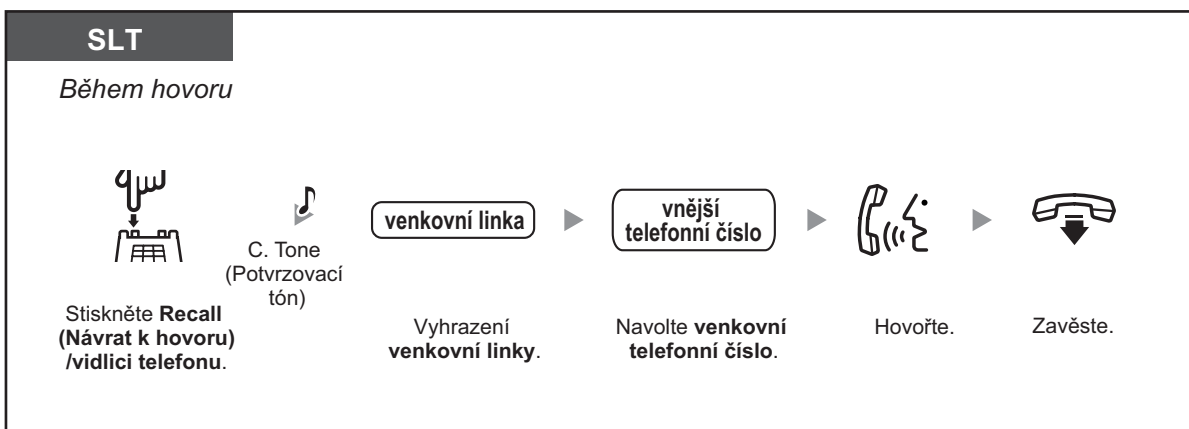 SLT
Během hovoru
C. Tone
(Potvrzovací
tón)
venkovní linka
vnější
telefonní číslo
Stiskněte Recall
(Návrat k hovoru)
/vidlici telefonu.
Vyhrazení
venkovní linky.
Navolte venkovní
telefonní číslo.
Hovořte.
Zavěste.